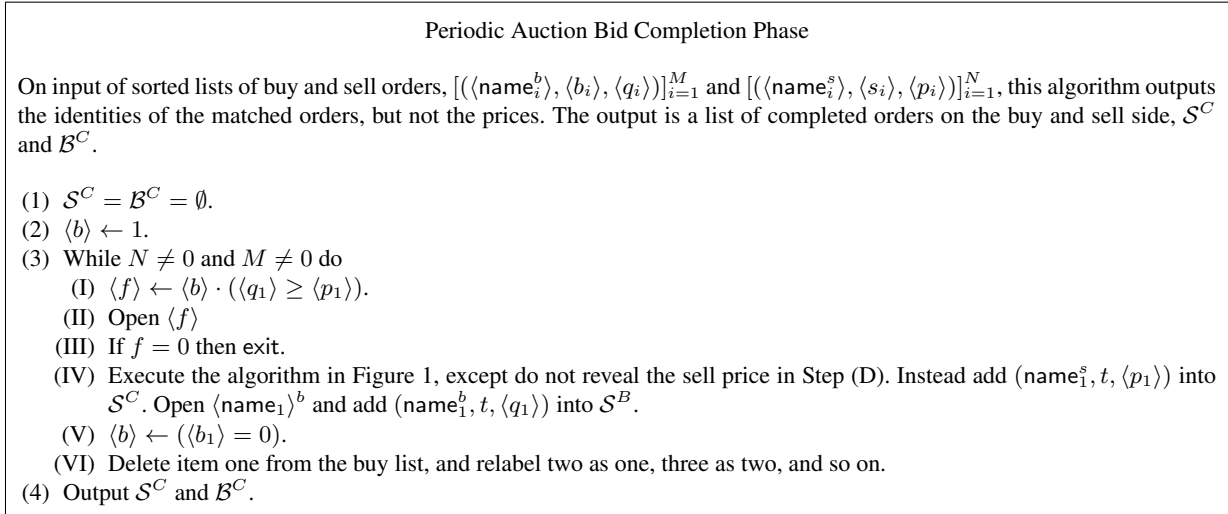 Periodic Auction Bid Completion Phase
On input of sorted lists of buy and sell orders, [(⟨name_i^b⟩, ⟨b_i⟩, ⟨q_i⟩)]_{i=1}^M and [(⟨name_i^s⟩, ⟨s_i⟩, ⟨p_i⟩)]_{i=1}^N, this algorithm outputs
the identities of the matched orders, but not the prices. The output is a list of completed orders on the buy and sell side, 𝒮^C
and ℬ^C.
(1) 𝒮^C = ℬ^C = ∅.
(2) ⟨b⟩ ← 1.
(3) While N ≠ 0 and M ≠ 0 do
(I) ⟨f⟩ ← ⟨b⟩ · (⟨q_1⟩ ≥ ⟨p_1⟩).
(II) Open ⟨f⟩
(III) If f = 0 then exit.
(IV) Execute the algorithm in Figure 1, except do not reveal the sell price in Step (D). Instead add (name_1^s, t, ⟨p_1⟩) into
𝒮^C. Open ⟨name_1⟩^b and add (name_1^b, t, ⟨q_1⟩) into 𝒮^B.
(V) ⟨b⟩ ← (⟨b_1⟩ = 0).
(VI) Delete item one from the buy list, and relabel two as one, three as two, and so on.
(4) Output 𝒮^C and ℬ^C.